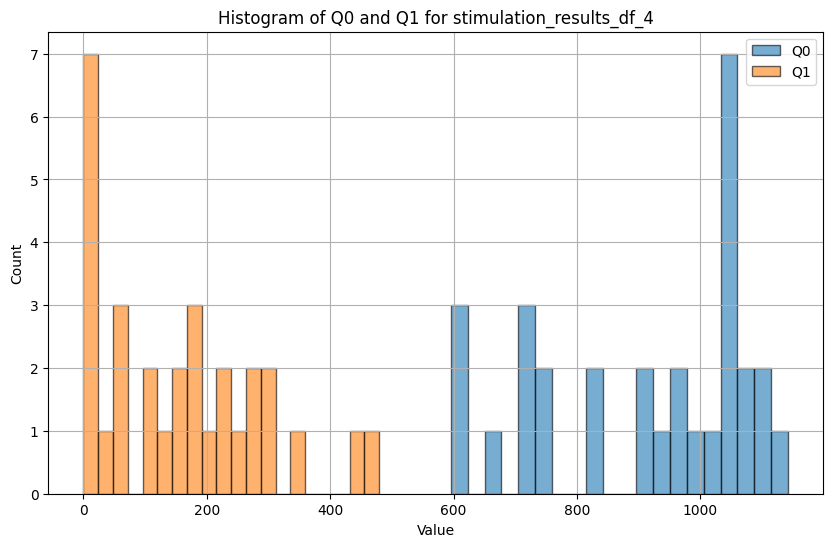 Histogram of Q0 and Q1 for stimulation_results_df_4
Q0
Q1
7
6
5
4
3
2
1
0
Count
0 200 400 600 800 1000
Value